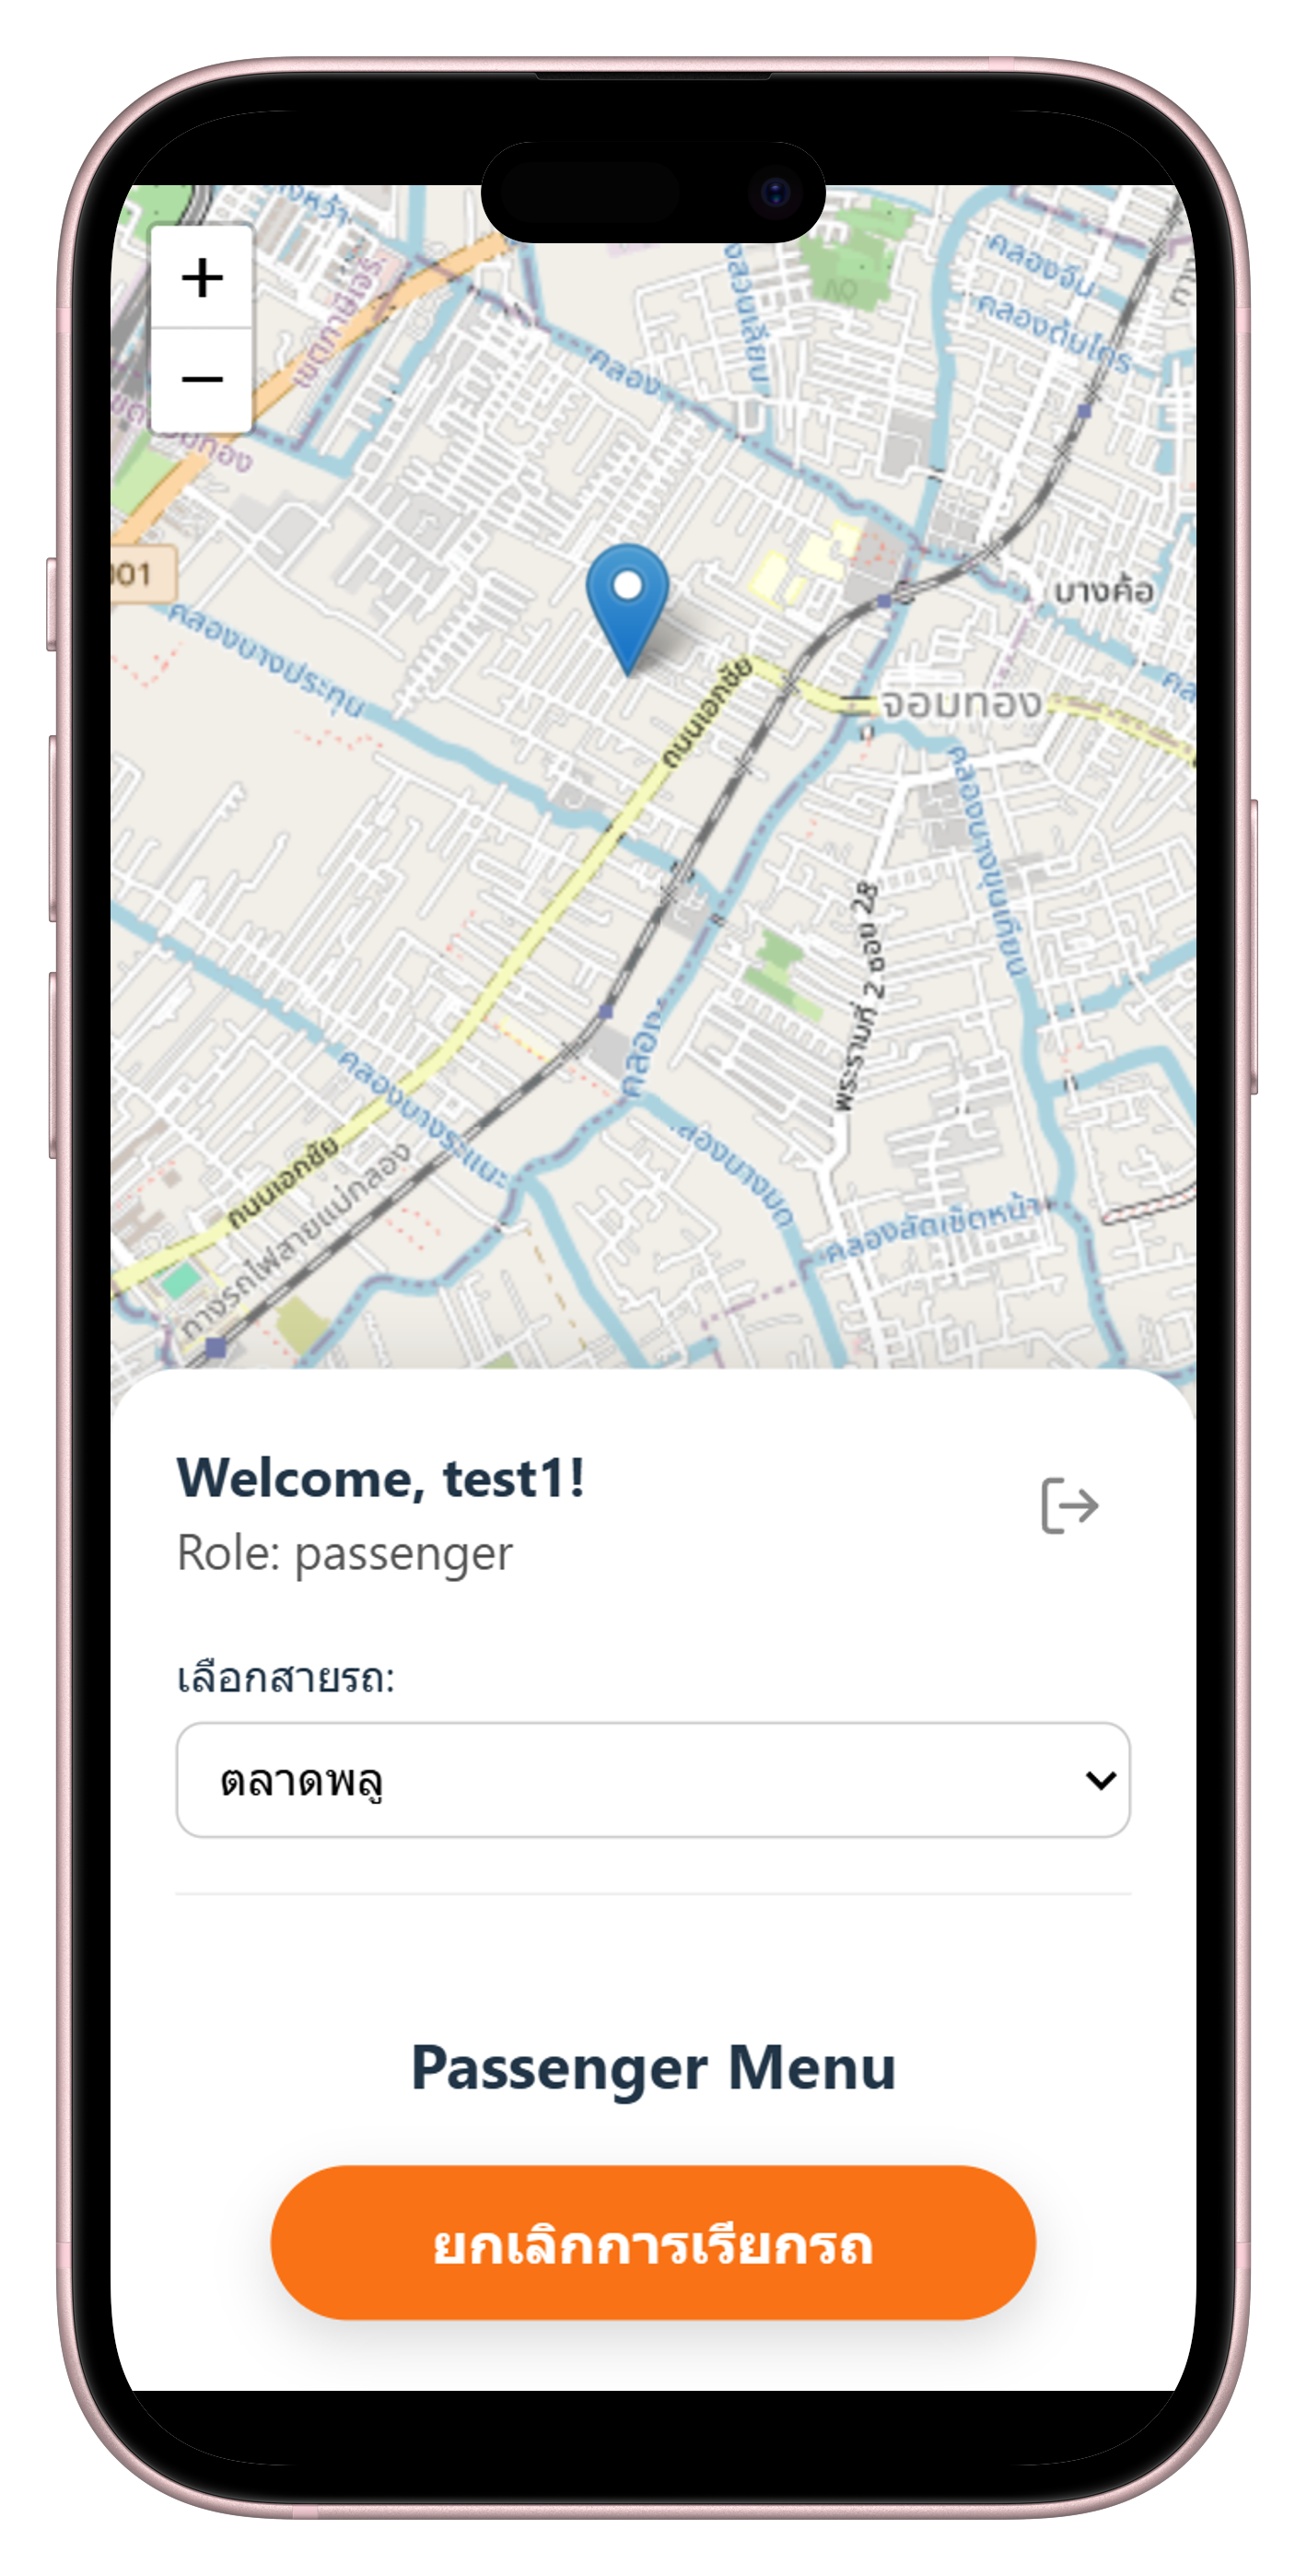 +
−
คลองจีน
คลองต้นไทร
คลอง
บางค้อ
คลองบางประทุน
จอมทอง
ถนนเอกชัย
คลองบางขุนเทียน
พระรามที่ 2 ซอย 28
คลองบางระแนะ
คลองบางมด
คลองลัดเช็ดหน้า
ถนนเอกชัย
ทางรถไฟสายแม่กลอง
Welcome, test1!
Role: passenger
เลือกสายรถ:
ตลาดพลู
Passenger Menu
ยกเลิกการเรียกรถ